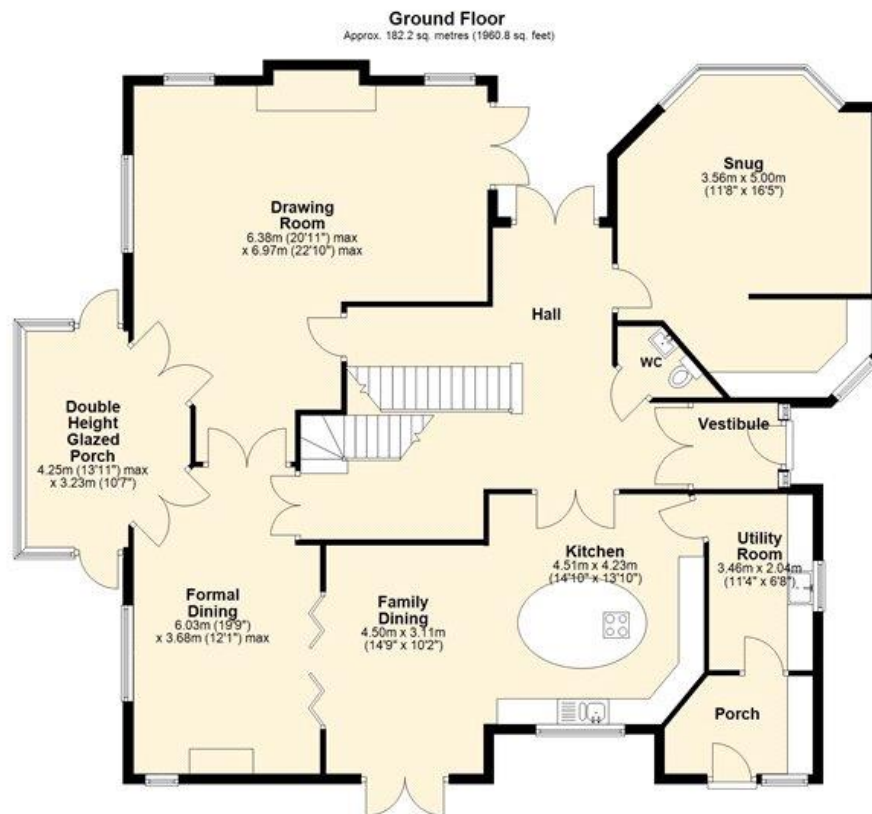 Ground Floor
Approx. 182.2 sq. metres (1960.8 sq. feet)
Snug
3.56m x 5.00m
(11'8" x 16'5")
Drawing
Room
6.38m (20'11") max
x 6.97m (22'10") max
Hall
WC
Vestibule
Double
Height
Glazed
Porch
4.25m (13'11") max
x 3.23m (10'7")
Kitchen
4.51m x 4.23m
(14'10" x 13'10")
Utility
Room
3.46m x 2.04m
(11'4" x 6'8")
Formal
Dining
6.03m (19'9")
x 3.68m (12'1") max
Family
Dining
4.50m x 3.11m
(14'9" x 10'2")
Porch